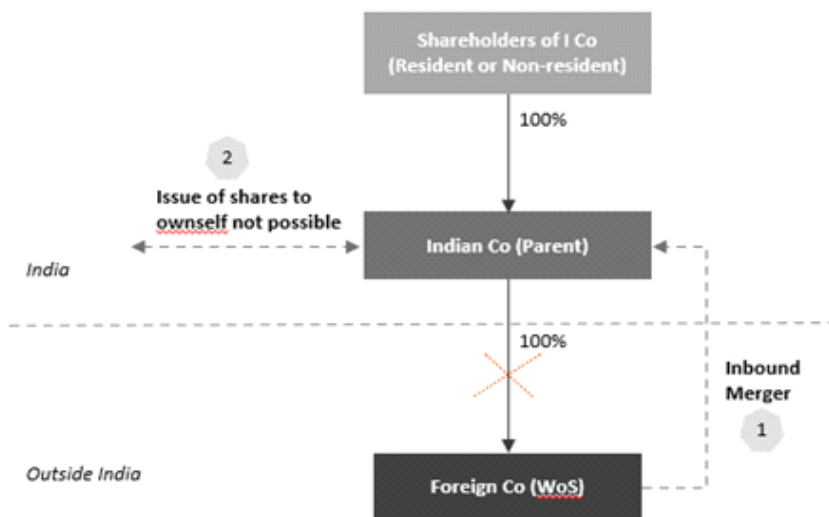 Shareholders of I Co
(Resident or Non-resident)
100%
2
Issue of shares to
ownself not possible
Indian Co (Parent)
India
100%
Inbound
Merger
1
Outside India
Foreign Co (WoS)